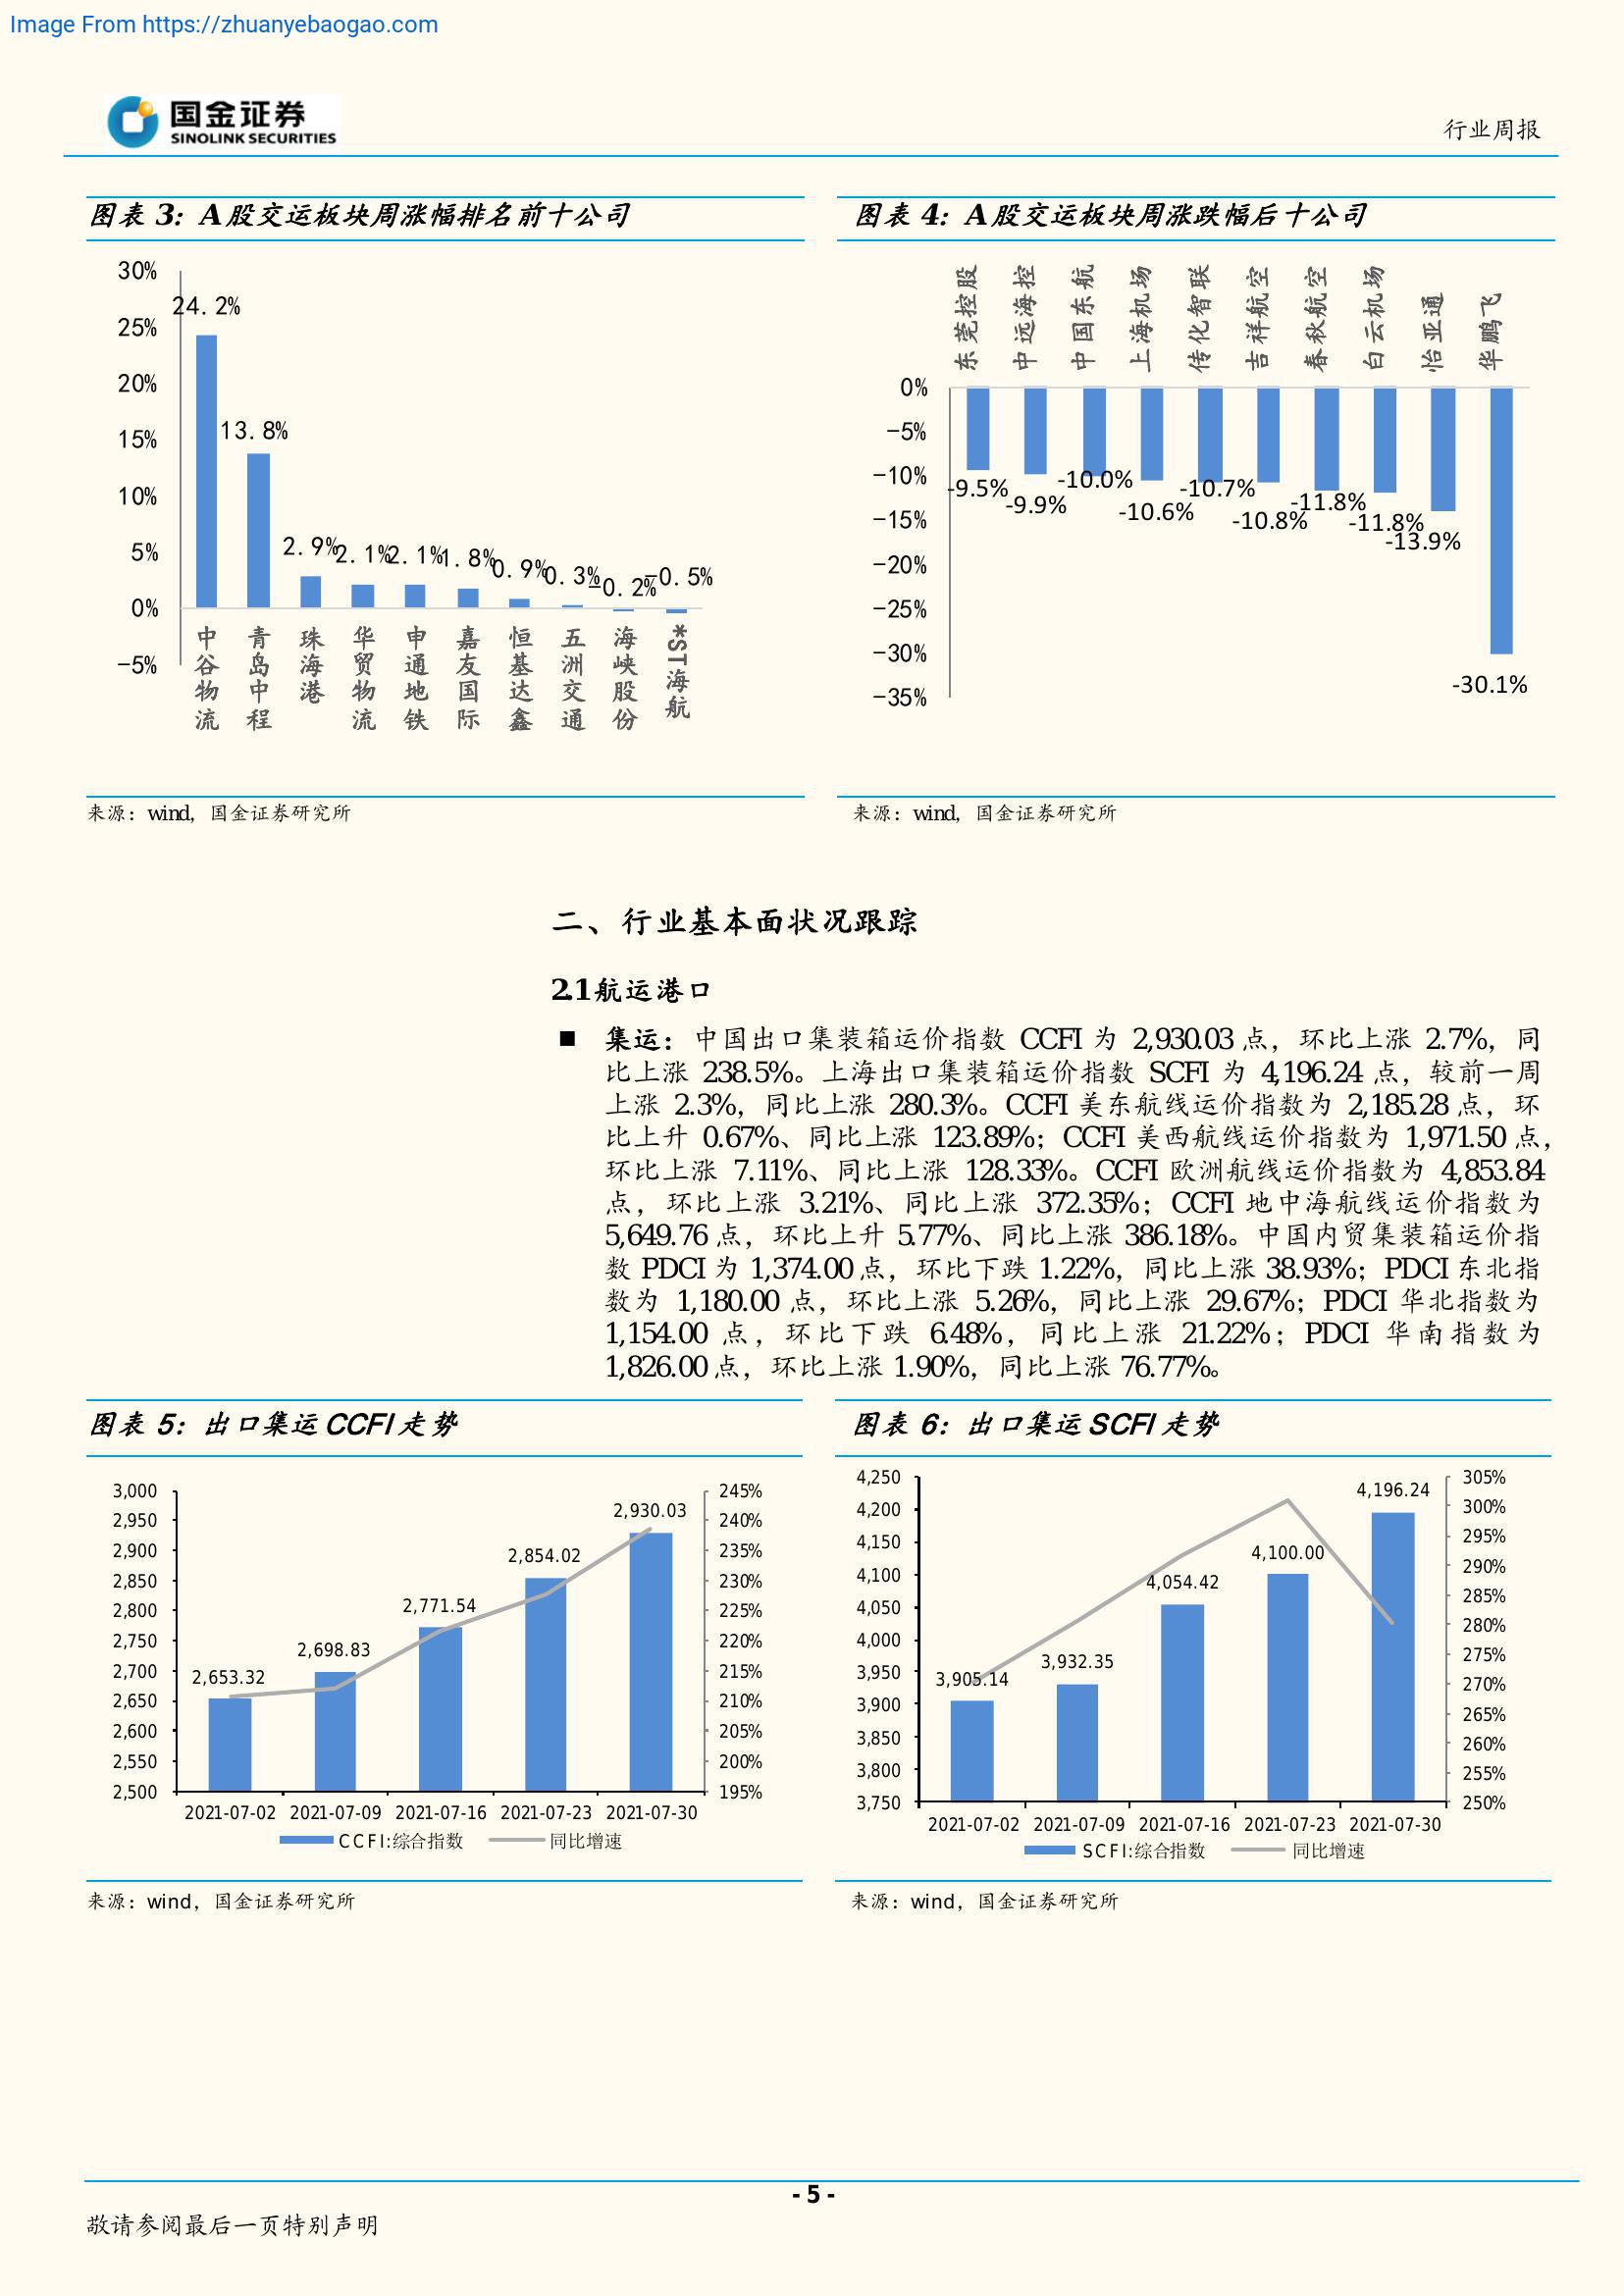 Image From https://zhuanyebaogao.com
国金证券
SINOLINK SECURITIES
行业周报
图表 3：A 股交运板块周涨幅排名前十公司
30%
25%
20%
15%
10%
5%
0%
-5%
24.2%
13.8%
2.9%
2.1%
2.1%
1.8%
0.9%
0.3%
-0.2%
-0.5%
中谷物流
青岛中程
珠海港
华贸物流
申通地铁
嘉友国际
恒基达鑫
五洲交通
海峡股份
*ST海航
来源：wind，国金证券研究所
图表 4：A 股交运板块周涨跌幅后十公司
东莞控股
中远海控
中国东航
上海机场
传化智联
吉祥航空
春秋航空
白云机场
怡亚通
华鹏飞
0%
-5%
-10%
-15%
-20%
-25%
-30%
-35%
-9.5%
-9.9%
-10.0%
-10.6%
-10.7%
-10.8%
-11.8%
-11.8%
-13.9%
-30.1%
来源：wind，国金证券研究所
二、行业基本面状况跟踪
2.1航运港口
■ 集运：中国出口集装箱运价指数 CCFI 为 2,930.03 点，环比上涨 2.7%，同
比上涨 238.5%。上海出口集装箱运价指数 SCFI 为 4,196.24 点，较前一周
上涨 2.3%，同比上涨 280.3%。CCFI 美东航线运价指数为 2,185.28 点，环
比上升 0.67%、同比上涨 123.89%；CCFI 美西航线运价指数为 1,971.50 点，
环比上涨 7.11%、同比上涨 128.33%。CCFI 欧洲航线运价指数为 4,853.84
点，环比上涨 3.21%、同比上涨 372.35%；CCFI 地中海航线运价指数为
5,649.76 点，环比上升 5.77%、同比上涨 386.18%。中国内贸集装箱运价指
数 PDCI 为 1,374.00 点，环比下跌 1.22%，同比上涨 38.93%；PDCI 东北指
数为 1,180.00 点，环比上涨 5.26%，同比上涨 29.67%；PDCI 华北指数为
1,154.00 点，环比下跌 6.48%，同比上涨 21.22%；PDCI 华南指数为
1,826.00 点，环比上涨 1.90%，同比上涨 76.77%。
图表 5：出口集运 CCFI 走势
3,000
2,950
2,900
2,850
2,800
2,750
2,700
2,650
2,600
2,550
2,500
2,653.32
2,698.83
2,771.54
2,854.02
2,930.03
245%
240%
235%
230%
225%
220%
215%
210%
205%
200%
195%
2021-07-02 2021-07-09 2021-07-16 2021-07-23 2021-07-30
CCFI:综合指数 同比增速
来源：wind，国金证券研究所
图表 6：出口集运 SCFI 走势
4,250
4,200
4,150
4,100
4,050
4,000
3,950
3,900
3,850
3,800
3,750
3,905.14
3,932.35
4,054.42
4,100.00
4,196.24
305%
300%
295%
290%
285%
280%
275%
270%
265%
260%
255%
250%
2021-07-02 2021-07-09 2021-07-16 2021-07-23 2021-07-30
SCFI:综合指数 同比增速
来源：wind，国金证券研究所
- 5 -
敬请参阅最后一页特别声明